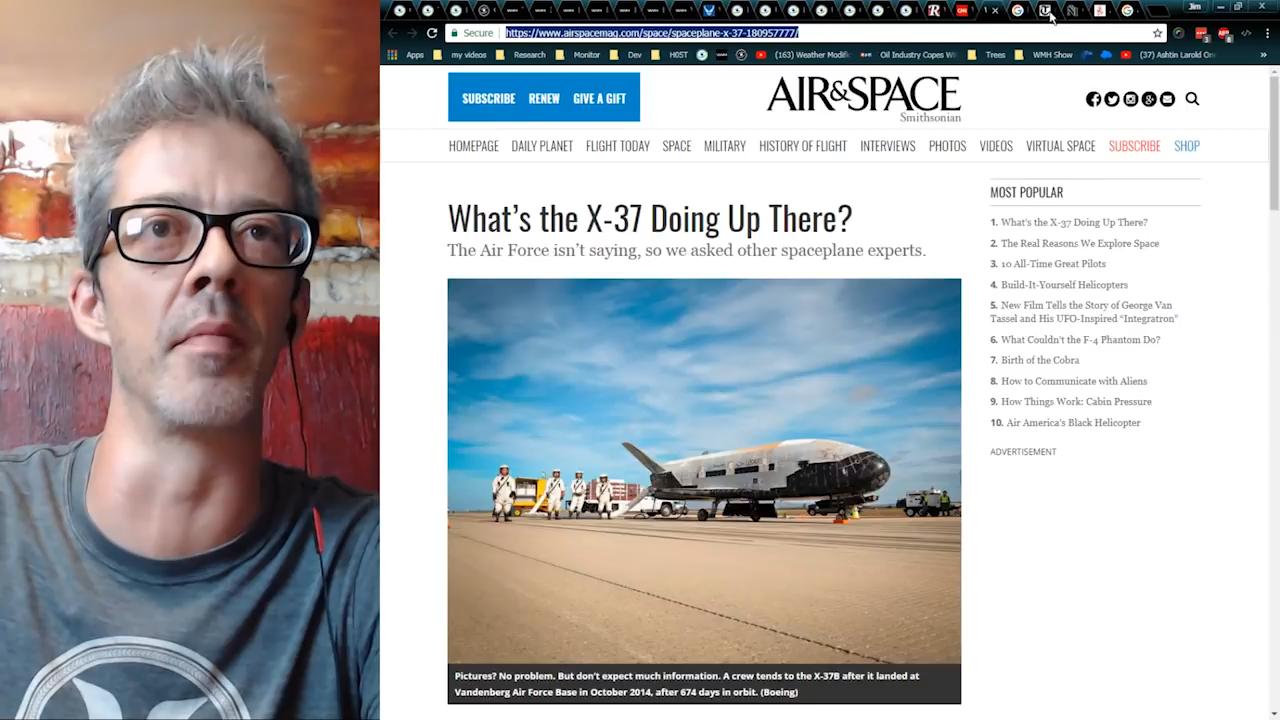 Jim
Secure
https://www.airspacemag.com/space/spaceplane-x-37-180957777/
Apps
my videos
Research
Monitor
Dev
H0ST
(163) Weather Modific
Oil Industry Copes W
Trees
WMH Show
(37) Ashtin Larold On
SUBSCRIBE RENEW GIVE A GIFT
AIR&SPACE
Smithsonian
HOMEPAGE DAILY PLANET FLIGHT TODAY SPACE MILITARY HISTORY OF FLIGHT INTERVIEWS PHOTOS VIDEOS VIRTUAL SPACE SUBSCRIBE SHOP
What's the X-37 Doing Up There?
The Air Force isn't saying, so we asked other spaceplane experts.
Pictures? No problem. But don't expect much information. A crew tends to the X-37B after it landed at
Vandenberg Air Force Base in October 2014, after 674 days in orbit. (Boeing)
MOST POPULAR
1. What's the X-37 Doing Up There?
2. The Real Reasons We Explore Space
3. 10 All-Time Great Pilots
4. Build-It-Yourself Helicopters
5. New Film Tells the Story of George Van
Tassel and His UFO-Inspired “Integratron”
6. What Couldn't the F-4 Phantom Do?
7. Birth of the Cobra
8. How to Communicate with Aliens
9. How Things Work: Cabin Pressure
10. Air America's Black Helicopter
ADVERTISEMENT